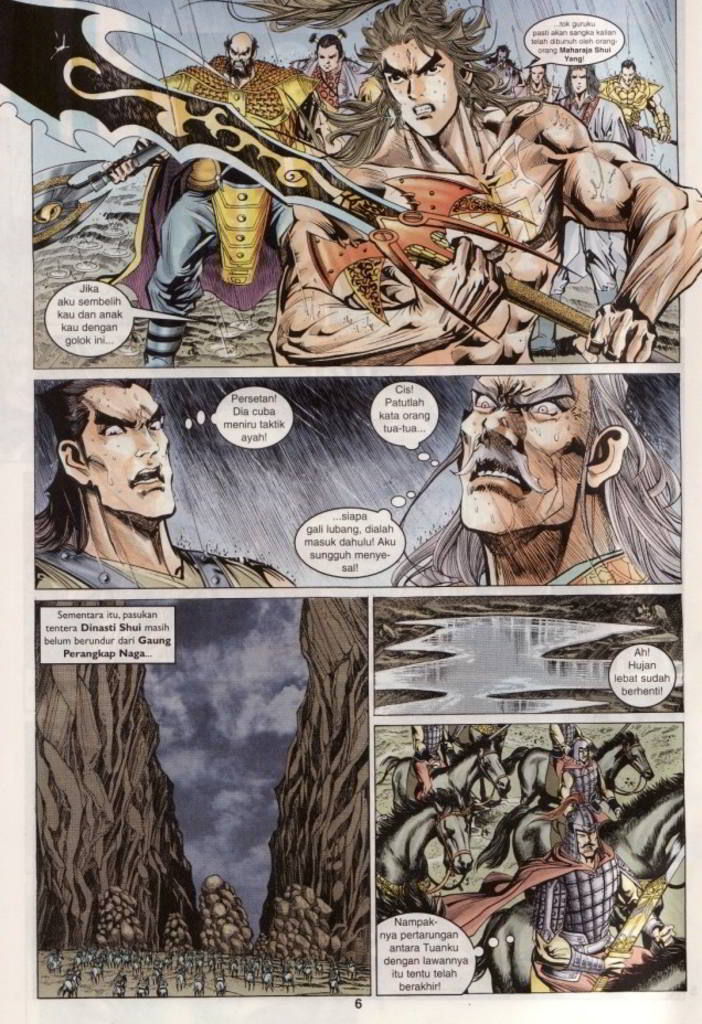 ...tok guruku
pasti akan sangka kalian
telah dibunuh oleh orang-
orang Maharaja Shui
Yang!
Jika
aku sembelih
kau dan anak
kau dengan
golok ini...
Persetan!
Dia cuba
meniru taktik
ayah!
Cis!
Patutlah
kata orang
tua-tua...
...siapa
gali lubang, dialah
masuk dahulu! Aku
sungguh menye-
sal!
Sementara itu, pasukan
tentera Dinasti Shui masih
belum berundur dari Gaung
Perangkap Naga...
Ah!
Hujan
lebat sudah
berhenti!
Nampak-
nya pertarungan
antara Tuanku
dengan lawannya
itu tentu telah
berakhir!
6